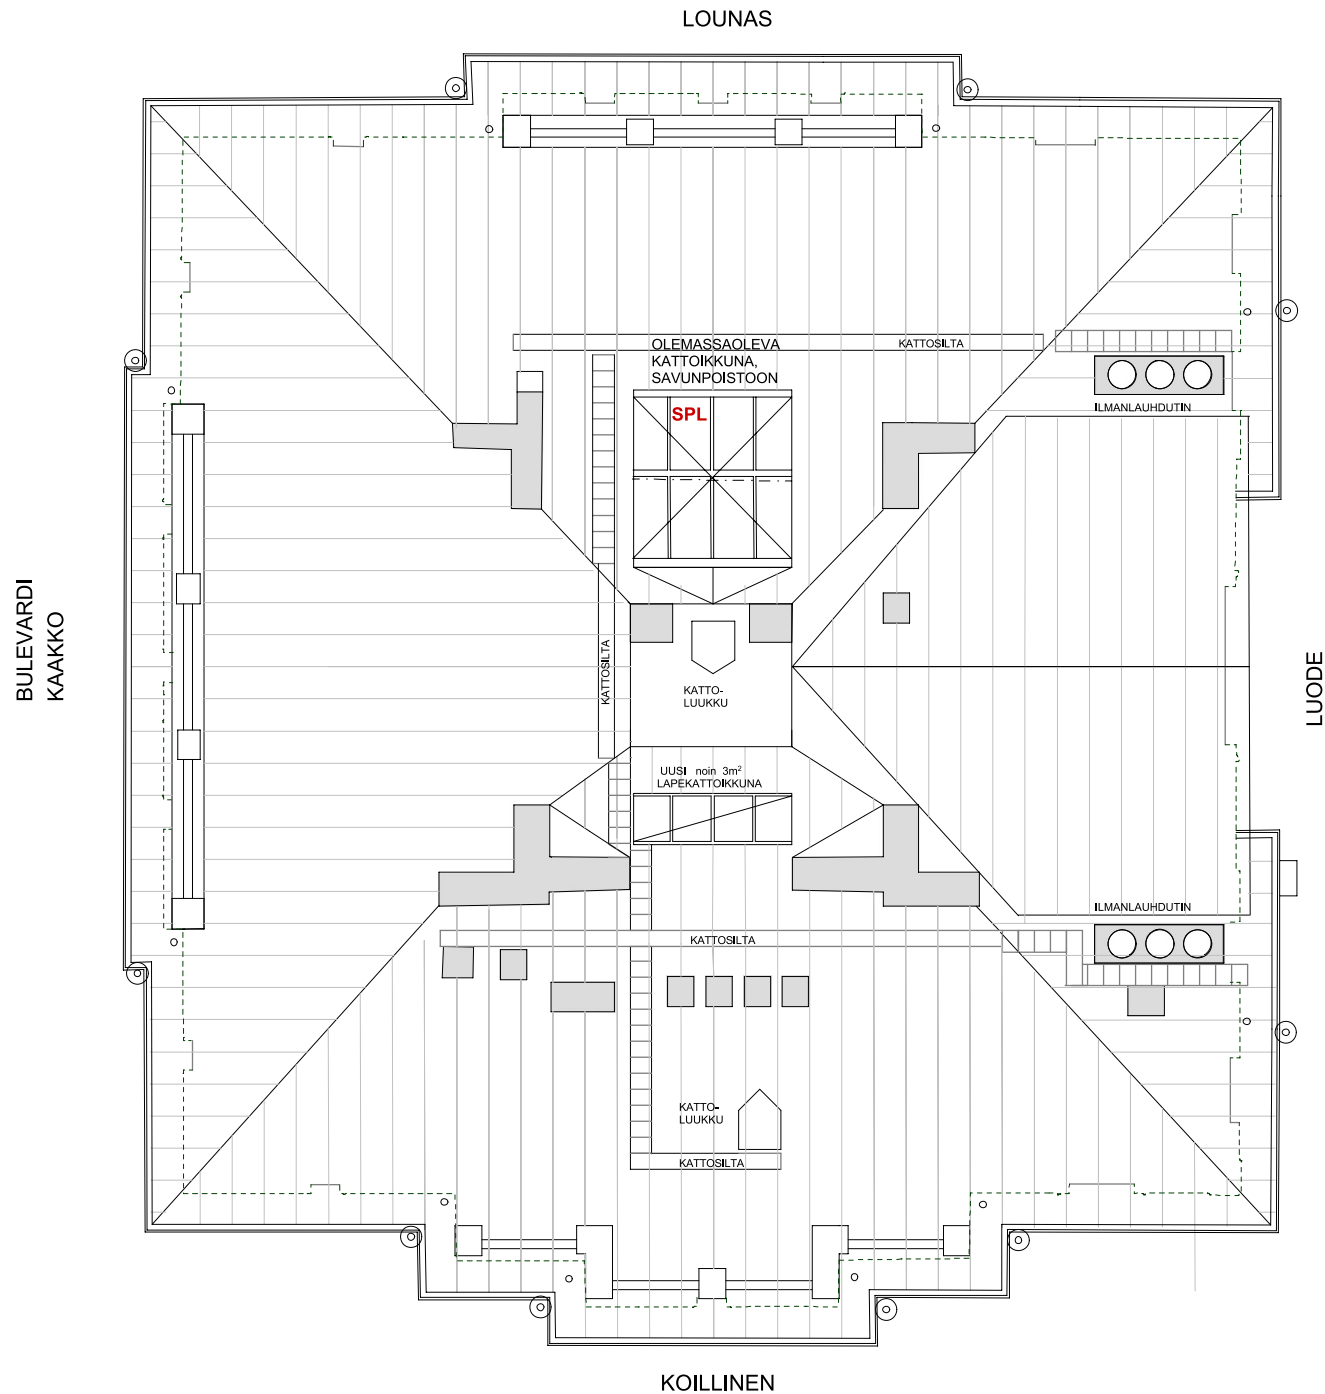 LOUNAS
OLEMASSAOLEVA
KATTOIKKUNA,
SAVUNPOISTOON
KATTOSILTA
SPL
ILMANLAUHDUTIN
BULEVARDI
KAAKKO
KATTOSILTA
KATTO-
LUUKKU
LUODE
UUSI noin 3m²
LAPEKATTOIKKUNA
ILMANLAUHDUTIN
KATTOSILTA
KATTO-
LUUKKU
KATTOSILTA
KOILLINEN